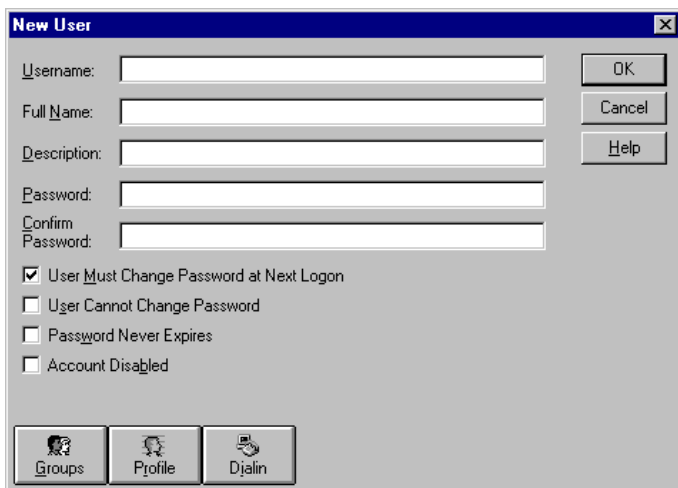 New User
Username:
OK
Full Name:
Cancel
Description:
Help
Password:
Confirm
Password:
User Must Change Password at Next Logon
User Cannot Change Password
Password Never Expires
Account Disabled
Groups
Profile
Dialin